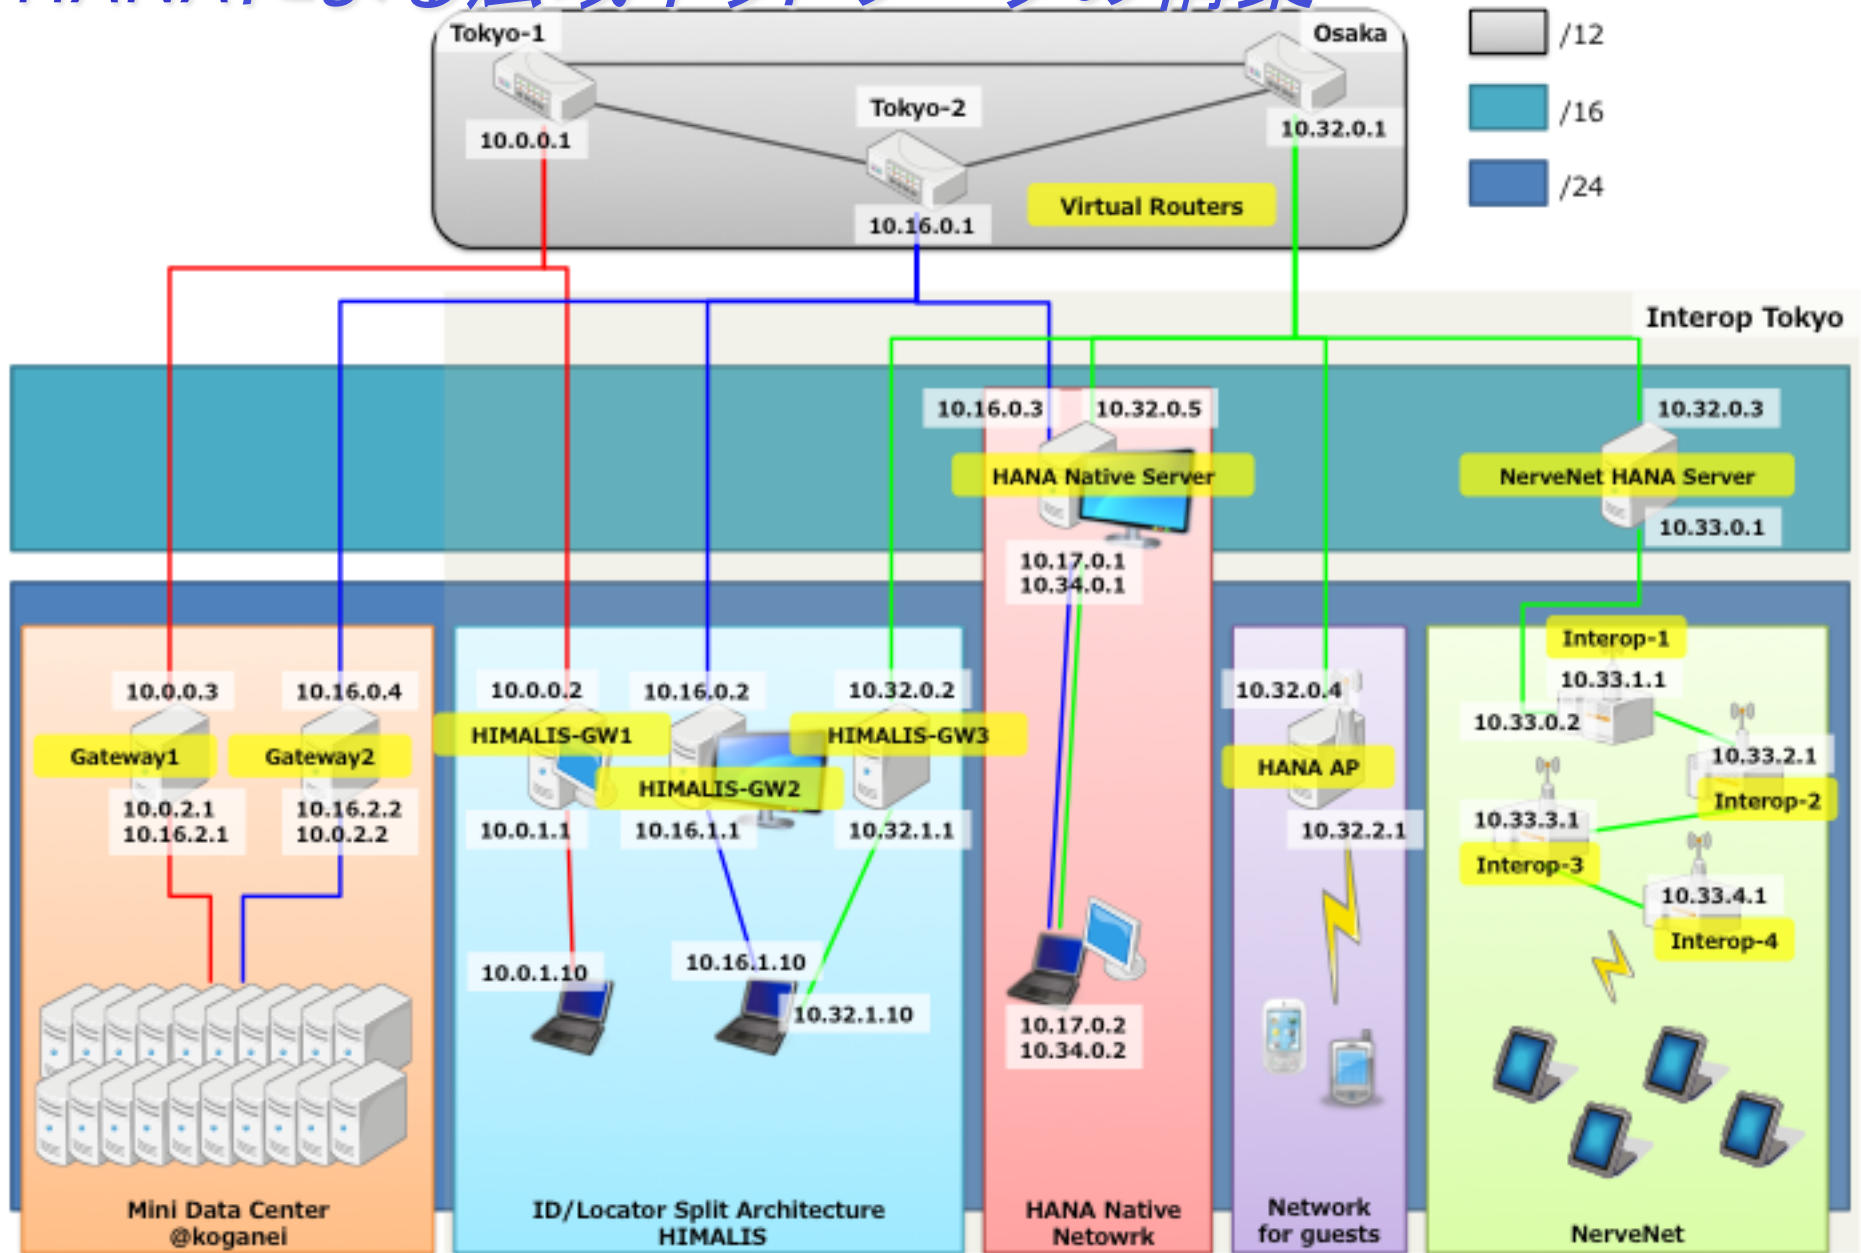 Tokyo-1
Osaka
/12
Tokyo-2
/16
10.0.0.1
10.32.0.1
/24
Virtual Routers
10.16.0.1
Interop Tokyo
10.16.0.3
10.32.0.5
10.32.0.3
HANA Native Server
NerveNet HANA Server
10.33.0.1
10.17.0.1
10.34.0.1
Interop-1
10.33.1.1
10.0.0.3
10.16.0.4
10.0.0.2
10.16.0.2
10.32.0.2
10.32.0.4
10.33.0.2
Gateway1
Gateway2
HIMALIS-GW1
HIMALIS-GW3
HIMALIS-GW2
HANA AP
10.33.2.1
Interop-2
10.0.2.1
10.16.2.1
10.16.2.2
10.0.2.2
10.0.1.1
10.16.1.1
10.32.1.1
10.32.2.1
10.33.3.1
Interop-3
10.33.4.1
Interop-4
10.0.1.10
10.16.1.10
10.32.1.10
10.17.0.2
10.34.0.2
Mini Data Center
@koganei
ID/Locator Split Architecture
HIMALIS
HANA Native
Netowrk
Network
for guests
NerveNet